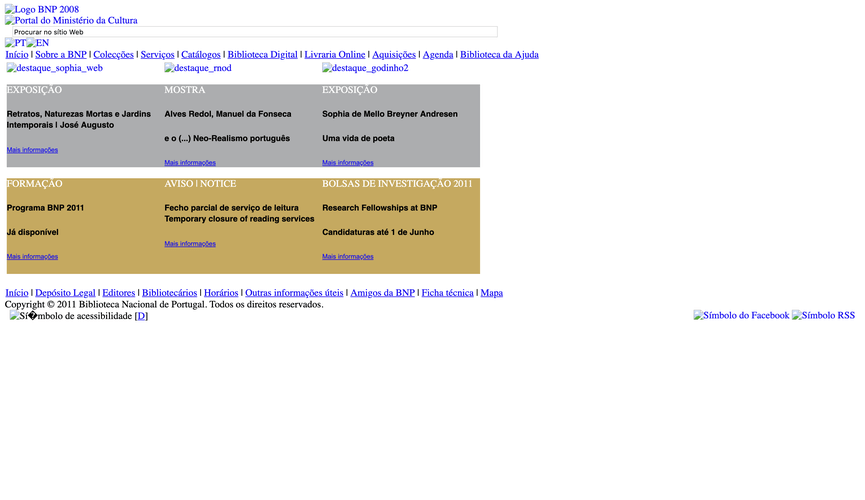 Logo BNP 2008
Portal do Ministério da Cultura
Procurar no sítio Web
PT EN
Início | Sobre a BNP | Colecções | Serviços | Catálogos | Biblioteca Digital | Livraria Online | Aquisições | Agenda | Biblioteca da Ajuda
destaque_sophia_web
destaque_rnod
destaque_godinho2
EXPOSIÇÃO
Retratos, Naturezas Mortas e Jardins
Intemporais | José Augusto
Mais informações
MOSTRA
Alves Redol, Manuel da Fonseca
e o (...) Neo-Realismo português
Mais informações
EXPOSIÇÃO
Sophia de Mello Breyner Andresen
Uma vida de poeta
Mais informações
FORMAÇÃO
Programa BNP 2011
Já disponível
Mais informações
AVISO | NOTICE
Fecho parcial de serviço de leitura
Temporary closure of reading services
Mais informações
BOLSAS DE INVESTIGAÇÃO 2011
Research Fellowships at BNP
Candidaturas até 1 de Junho
Mais informações
Início | Depósito Legal | Editores | Bibliotecários | Horários | Outras informações úteis | Amigos da BNP | Ficha técnica | Mapa
Copyright © 2011 Biblioteca Nacional de Portugal. Todos os direitos reservados.
Sí�mbolo de acessibilidade [D]
Símbolo do Facebook Símbolo RSS